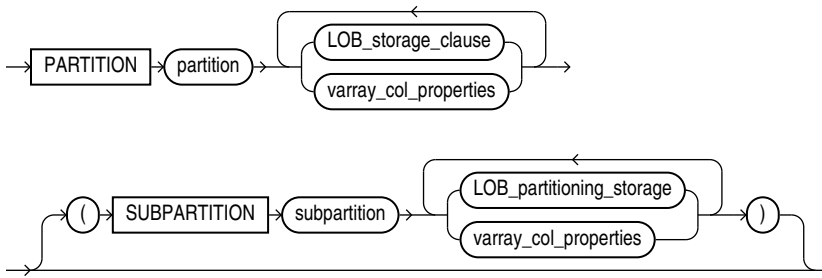 LOB_storage_clause
PARTITION partition
varray_col_properties
LOB_partitioning_storage
( SUBPARTITION subpartition )
varray_col_properties